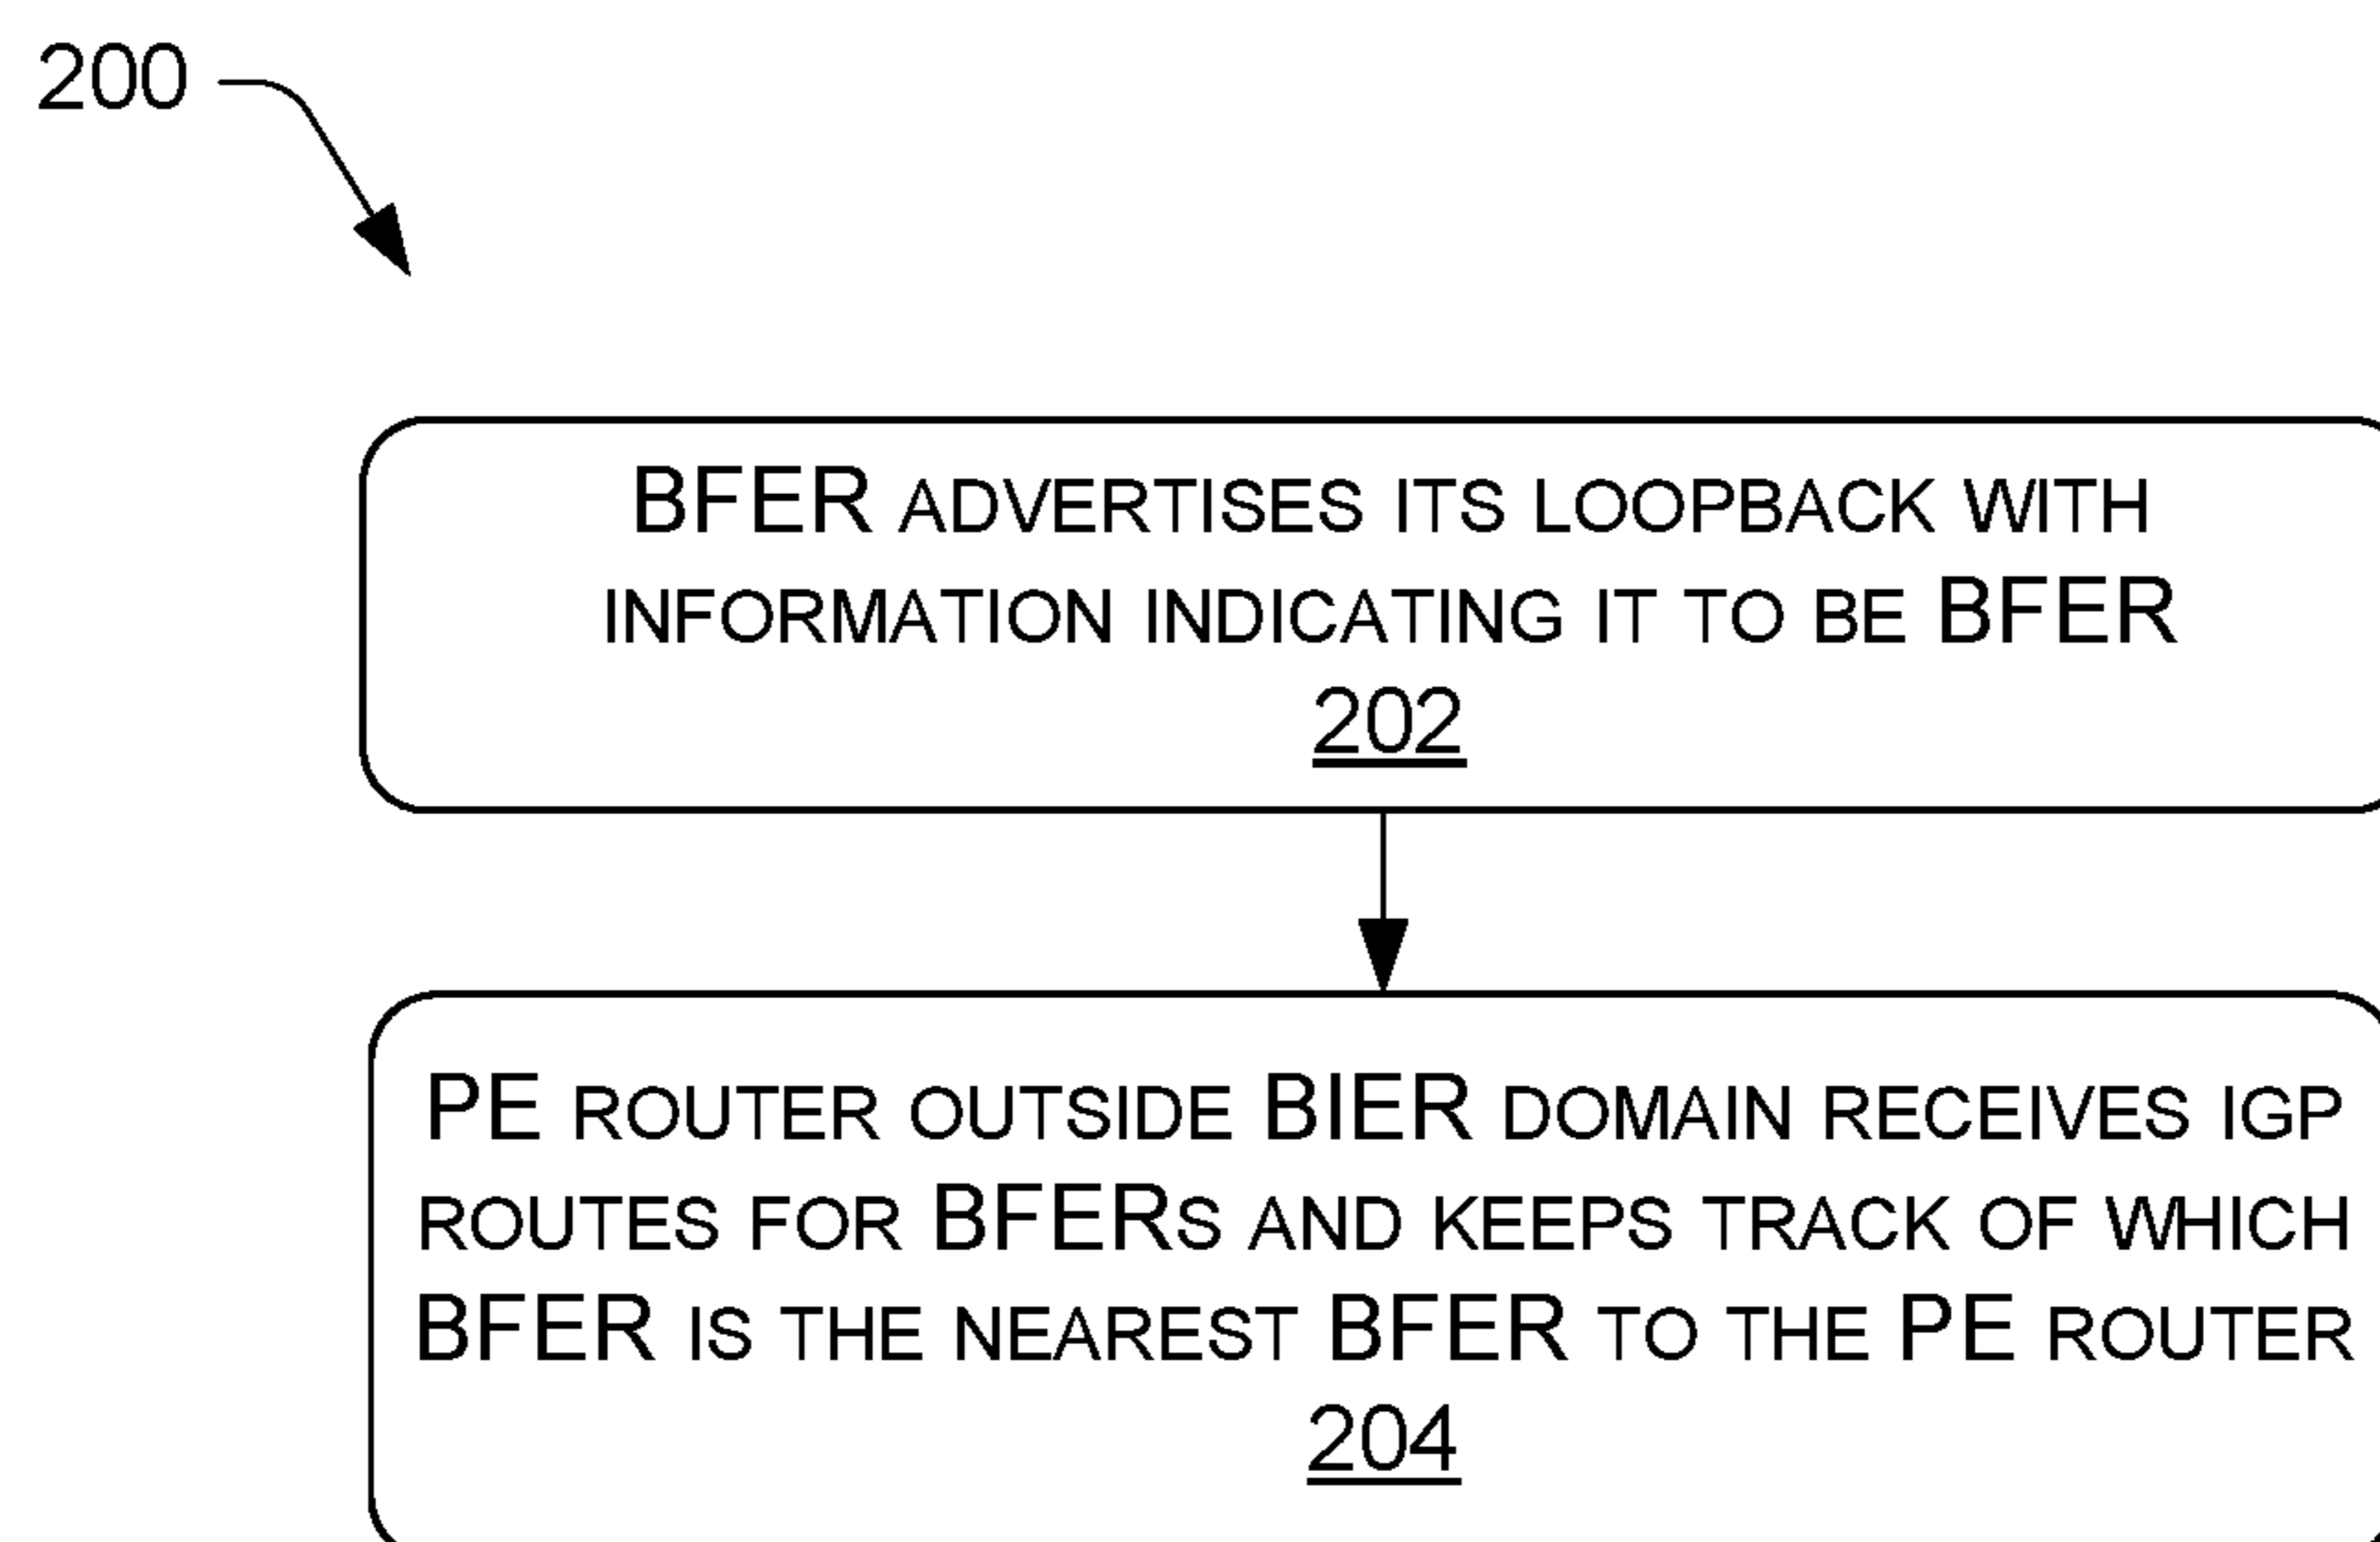 200
BFER ADVERTISES ITS LOOPBACK WITH
INFORMATION INDICATING IT TO BE BFER
202
PE ROUTER OUTSIDE BIER DOMAIN RECEIVES IGP
ROUTES FOR BFERS AND KEEPS TRACK OF WHICH
BFER IS THE NEAREST BFER TO THE PE ROUTER
204